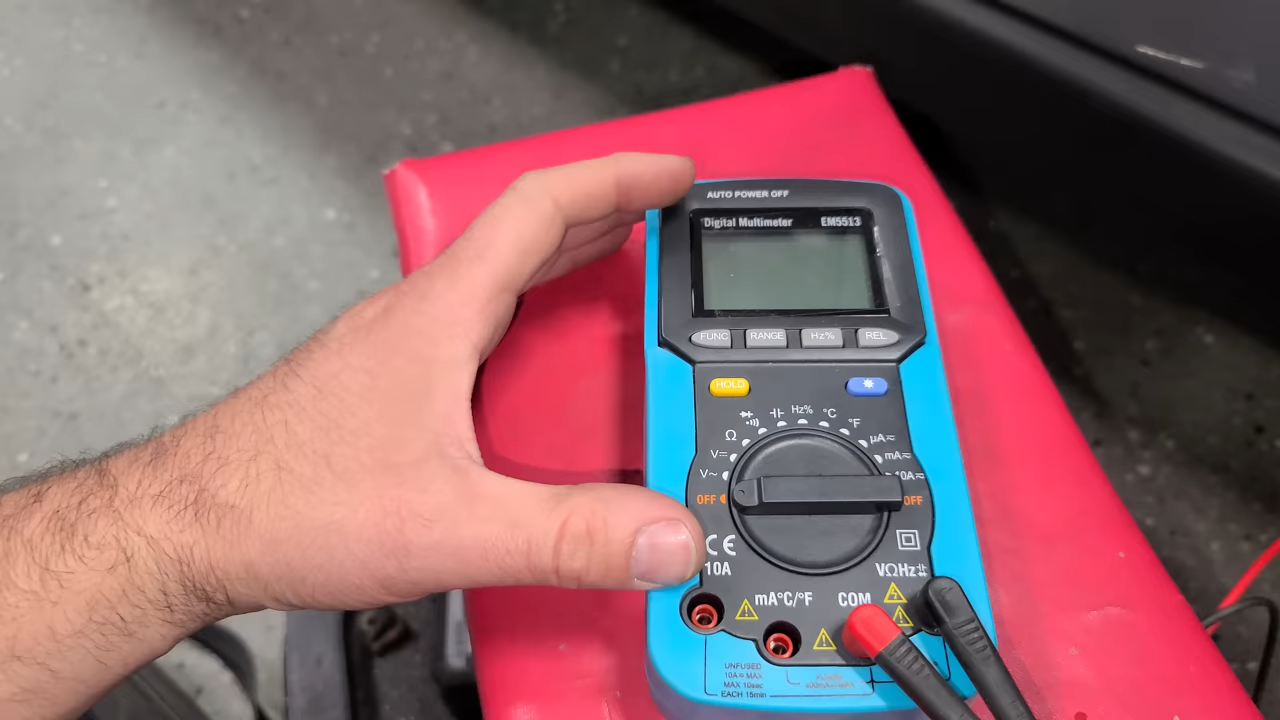 AUTO POWER OFF
Digital Multimeter EM5513
FUNC RANGE Hz% REL
HOLD
Hz% °C °F
Ω µA≂
V⎓ mA≂
V~ 10A≂
OFF OFF
CE
10A VΩHz
mA°C/°F COM
UNFUSED
10A≂MAX
MAX 10sec
EACH 15min